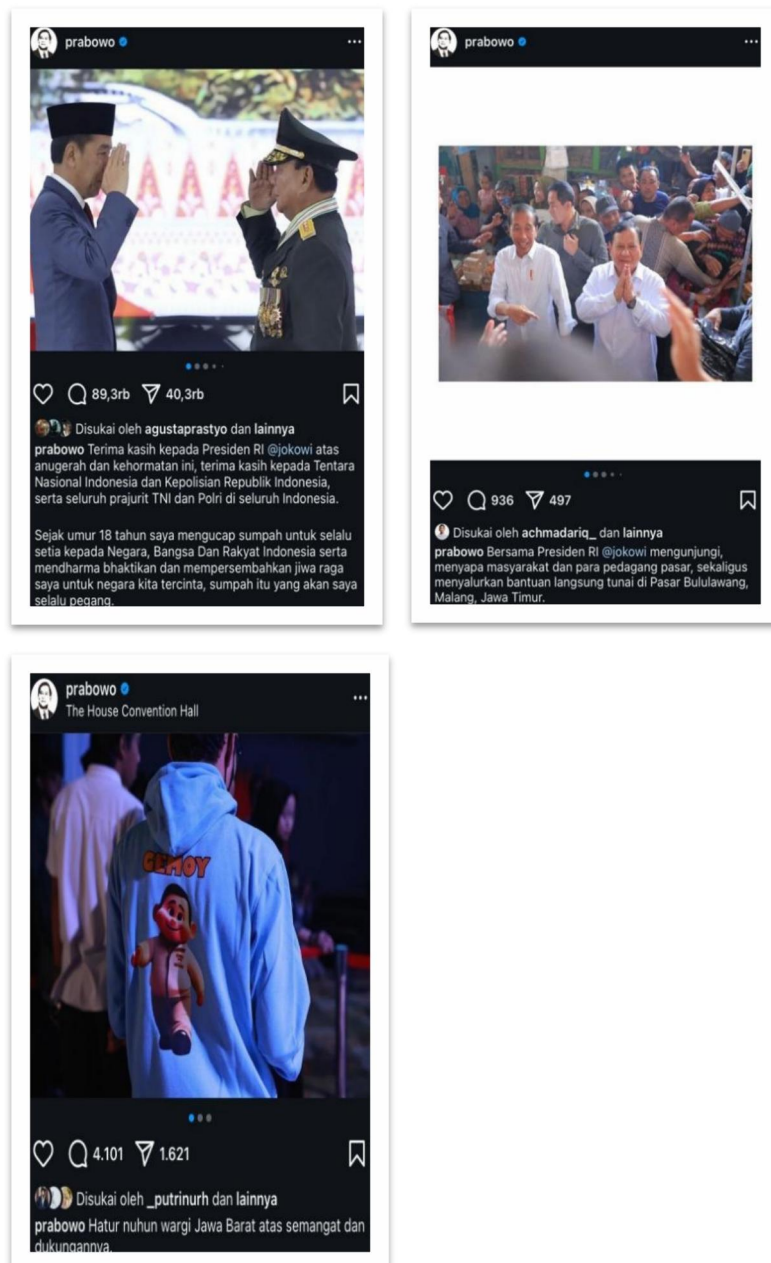 prabowo
89,3rb 40,3rb
Disukai oleh agustaprastyo dan lainnya
prabowo Terima kasih kepada Presiden RI @jokowi atas
anugerah dan kehormatan ini, terima kasih kepada Tentara
Nasional Indonesia dan Kepolisian Republik Indonesia,
serta seluruh prajurit TNI dan Polri di seluruh Indonesia.
Sejak umur 18 tahun saya mengucap sumpah untuk selalu
setia kepada Negara, Bangsa Dan Rakyat Indonesia serta
mendharma bhaktikan dan mempersembahkan jiwa raga
saya untuk negara kita tercinta, sumpah itu yang akan saya
selalu pegang.
prabowo
936 497
Disukai oleh achmadariq_ dan lainnya
prabowo Bersama Presiden RI @jokowi mengunjungi,
menyapa masyarakat dan para pedagang pasar, sekaligus
menyalurkan bantuan langsung tunai di Pasar Bululawang,
Malang, Jawa Timur.
prabowo
The House Convention Hall
GEMOY
4.101 1.621
Disukai oleh _putrinurh dan lainnya
prabowo Hatur nuhun wargi Jawa Barat atas semangat dan
dukungannya.